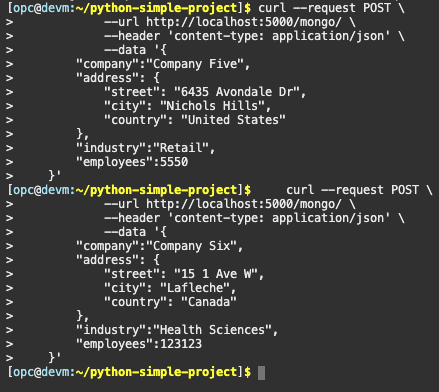 [opc@devm:~/python-simple-project]$ curl --request POST \
>             --url http://localhost:5000/mongo/ \
>             --header 'content-type: application/json' \
>             --data '{
>         "company":"Company Five",
>         "address": {
>             "street": "6435 Avondale Dr",
>             "city": "Nichols Hills",
>             "country": "United States"
>         },
>         "industry":"Retail",
>         "employees":5550
>     }'
[opc@devm:~/python-simple-project]$     curl --request POST \
>             --url http://localhost:5000/mongo/ \
>             --header 'content-type: application/json' \
>             --data '{
>         "company":"Company Six",
>         "address": {
>             "street": "15 1 Ave W",
>             "city": "Lafleche",
>             "country": "Canada"
>         },
>         "industry":"Health Sciences",
>         "employees":123123
>     }'
[opc@devm:~/python-simple-project]$